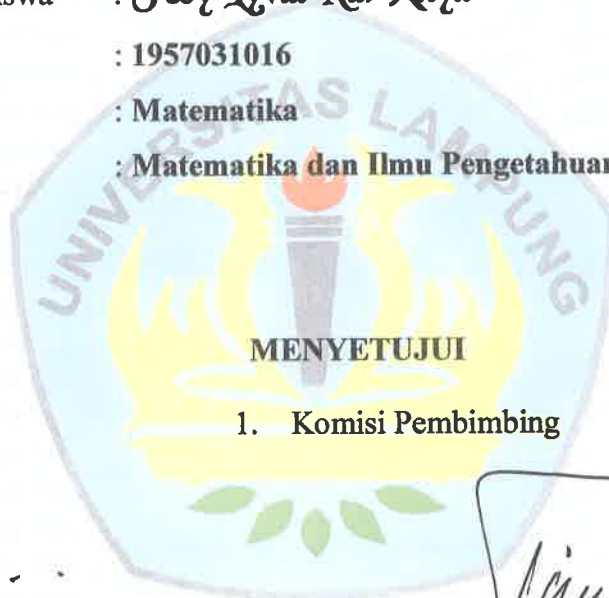 : 1957031016
: Matematika
: Matematika dan Ilmu Pengetahuan
UNIVERSITAS LAMPUNG
MENYETUJUI
1. Komisi Pembimbing